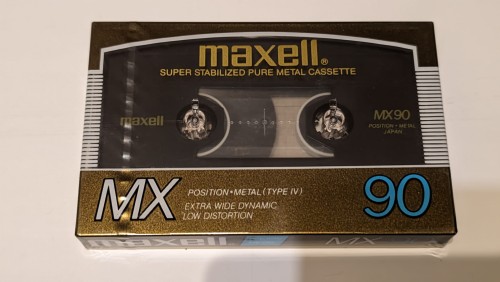 maxell®
SUPER STABILIZED PURE METAL CASSETTE
maxell
MX90
POSITION•METAL
JAPAN
MX
POSITION•METAL (TYPE IV)
EXTRA WIDE DYNAMIC
LOW DISTORTION
90
maxell
MX 90